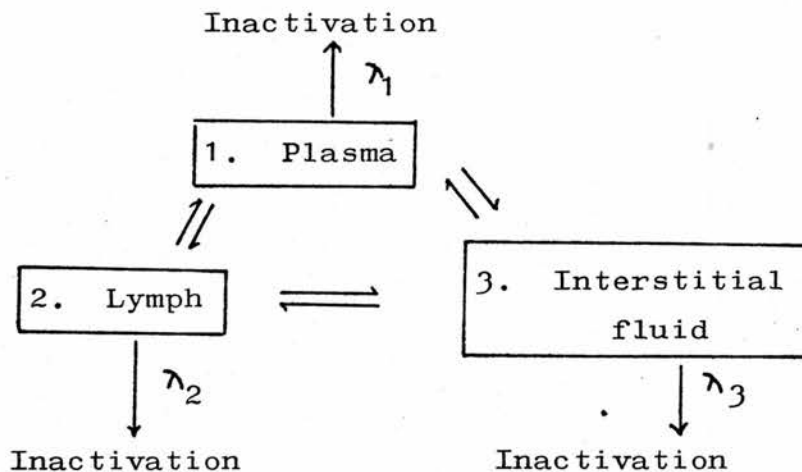 Inactivation
λ1
1. Plasma
2. Lymph
3. Interstitial
fluid
λ2
λ3
Inactivation
Inactivation